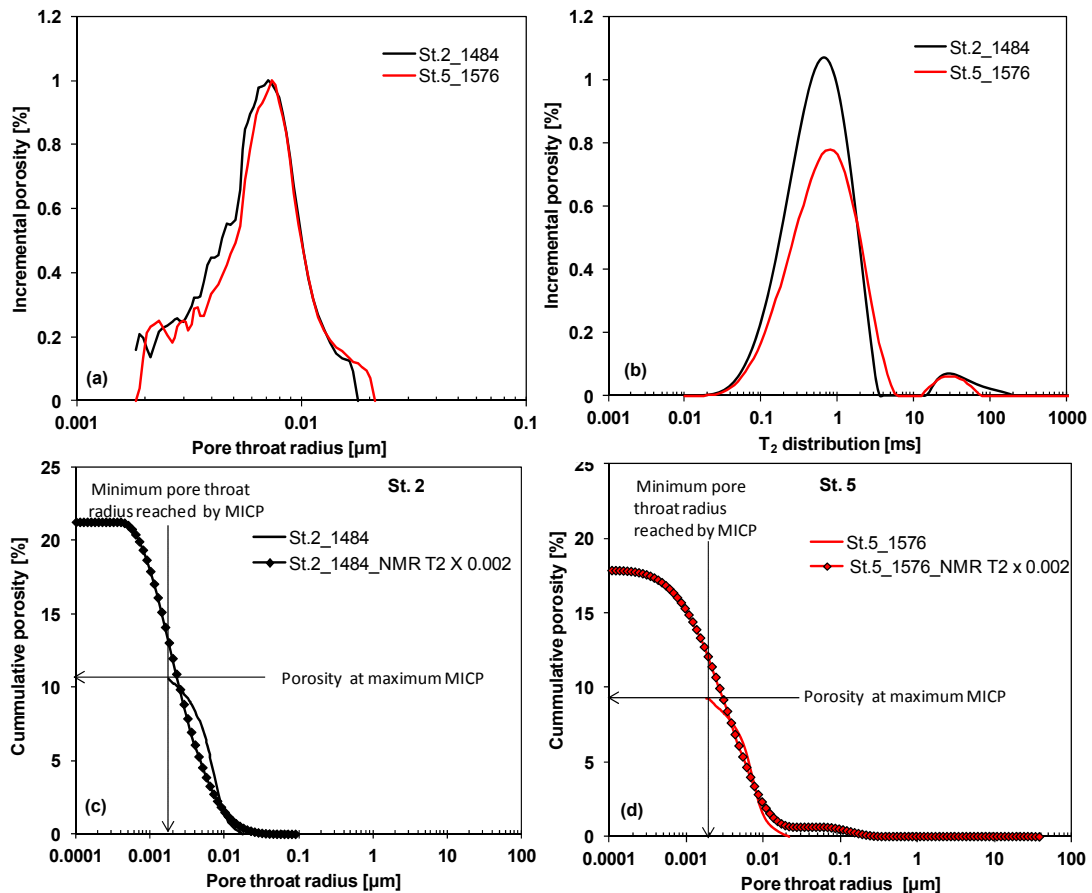 1.2
1
0.8
0.6
0.4
0.2
0
Incremental porosity [%]
St.2_1484
St.5_1576
(a)
0.001 0.01 0.1
Pore throat radius [µm]
1.2
1
0.8
0.6
0.4
0.2
0
Incremental porosity [%]
St.2_1484
St.5_1576
(b)
0.01 0.1 1 10 100 1000
T2 distribution [ms]
25
20
15
10
5
0
Cummulative porosity [%]
St. 2
Minimum pore throat
radius reached by MICP
St.2_1484
St.2_1484_NMR T2 X 0.002
Porosity at maximum MICP
(c)
0.0001 0.001 0.01 0.1 1 10 100
Pore throat radius [µm]
25
20
15
10
5
0
Cummulative porosity [%]
St. 5
Minimum pore
throat radius
reached by MICP
St.5_1576
St.5_1576_NMR T2 x 0.002
Porosity at maximum MICP
(d)
0.0001 0.001 0.01 0.1 1 10 100
Pore throat radius [µm]